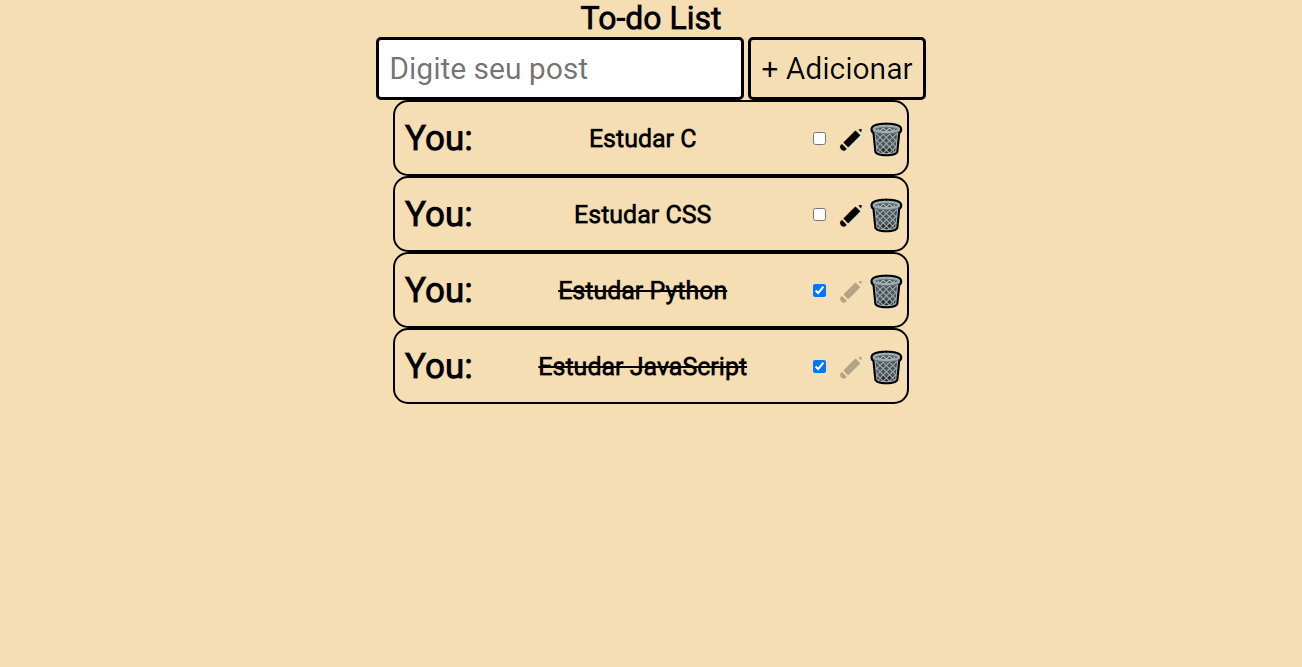 To-do List
Digite seu post + Adicionar
You: Estudar C
You: Estudar CSS
You: Estudar Python
You: Estudar JavaScript